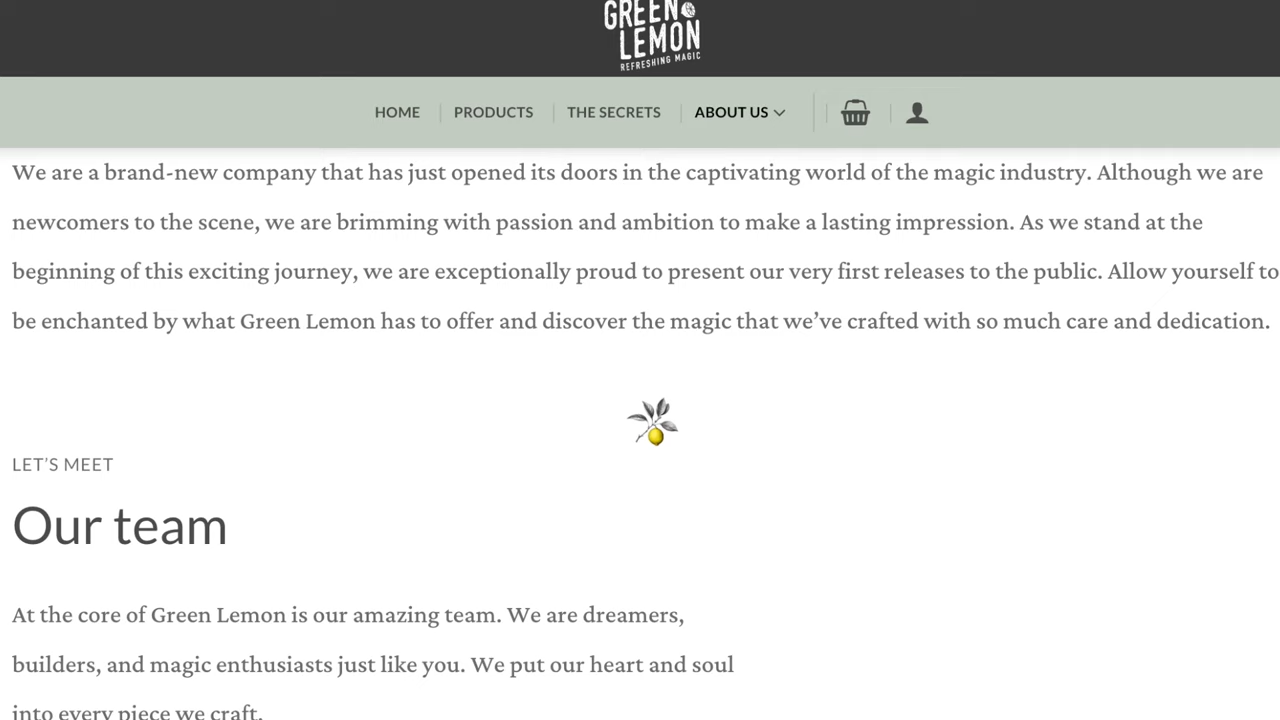 GREEN
LEMON
REFRESHING MAGIC
HOME
PRODUCTS
THE SECRETS
ABOUT US
We are a brand-new company that has just opened its doors in the captivating world of the magic industry. Although we are
newcomers to the scene, we are brimming with passion and ambition to make a lasting impression. As we stand at the
beginning of this exciting journey, we are exceptionally proud to present our very first releases to the public. Allow yourself to
be enchanted by what Green Lemon has to offer and discover the magic that we’ve crafted with so much care and dedication.
LET’S MEET
Our team
At the core of Green Lemon is our amazing team. We are dreamers,
builders, and magic enthusiasts just like you. We put our heart and soul
into every piece we craft.